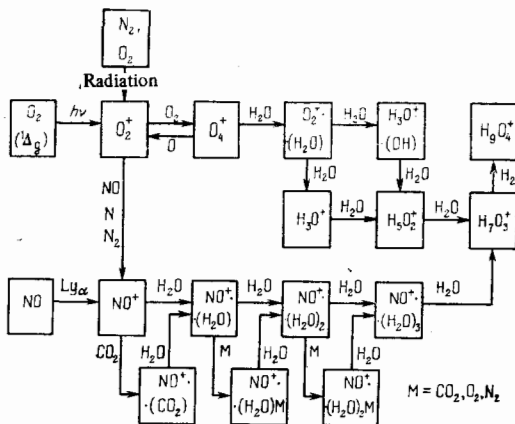 N₂,
O₂
Radiation
O₂
(¹Δg)
hν
O₂⁺
O₂
O
O₄⁺
H₂O
O₂⁺·
·(H₂O)
H₂O
H₃O⁺·
·(OH)
H₉O₄⁺
H₂O
H₂O
H₂
NO
N
N₂
H₃O⁺
H₂O
H₅O₂⁺
H₂O
H₇O₃⁺
NO
Lyα
NO⁺
H₂O
NO⁺·
·(H₂O)
H₂O
NO⁺·
·(H₂O)₂
H₂O
NO⁺·
·(H₂O)₃
H₂O
CO₂
H₂O
M
H₂O
M
H₂O
NO⁺·
·(CO₂)
NO⁺·
·(H₂O)M
NO⁺·
·(H₂O)₂M
M = CO₂, O₂, N₂